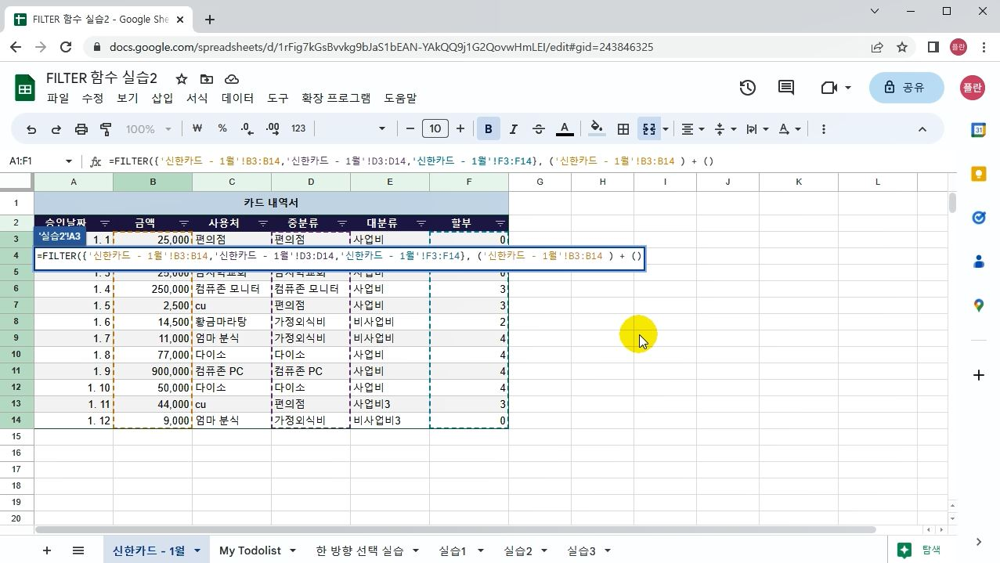 FILTER 함수 실습2 - Google She
docs.google.com/spreadsheets/d/1rFig7kGsBvvkg9bJaS1bEAN-YAkQQ9j1G2QovwHmLEI/edit#gid=243846325
플란
FILTER 함수 실습2
파일 수정 보기 삽입 서식 데이터 도구 확장 프로그램 도움말
공유
플란
100% ₩ % .0 .00 123 10 B I S A
31
A1:F1 fx =FILTER({'신한카드 - 1월'!B3:B14,'신한카드 - 1월'!D3:D14,'신한카드 - 1월'!F3:F14}, ('신한카드 - 1월'!B3:B14 ) + ()
A B C D E F G H I J K L
1 카드 내역서
2 승인날짜 금액 사용처 중분류 대분류 할부
'실습2'!A3
3 1. 1 25,000 편의점 편의점 사업비 0
4 =FILTER({'신한카드 - 1월'!B3:B14,'신한카드 - 1월'!D3:D14,'신한카드 - 1월'!F3:F14}, ('신한카드 - 1월'!B3:B14 ) + ()
5 1. 5 25,000 사업비 0
6 1. 4 250,000 컴퓨존 모니터 컴퓨존 모니터 사업비 3
7 1. 5 2,500 cu 편의점 사업비 3
8 1. 6 14,500 황금마라탕 가정외식비 비사업비 2
9 1. 7 11,000 엄마 분식 가정외식비 비사업비 4
10 1. 8 77,000 다이소 다이소 사업비 4
11 1. 9 900,000 컴퓨존 PC 컴퓨존 PC 사업비 4
12 1. 10 50,000 다이소 다이소 사업비 4
13 1. 11 44,000 cu 편의점 사업비3 3
14 1. 12 9,000 엄마 분식 가정외식비 비사업비3 0
15
16
17
18
19
20
신한카드 - 1월 My Todolist 한 방향 선택 실습 실습1 실습2 실습3 탐색